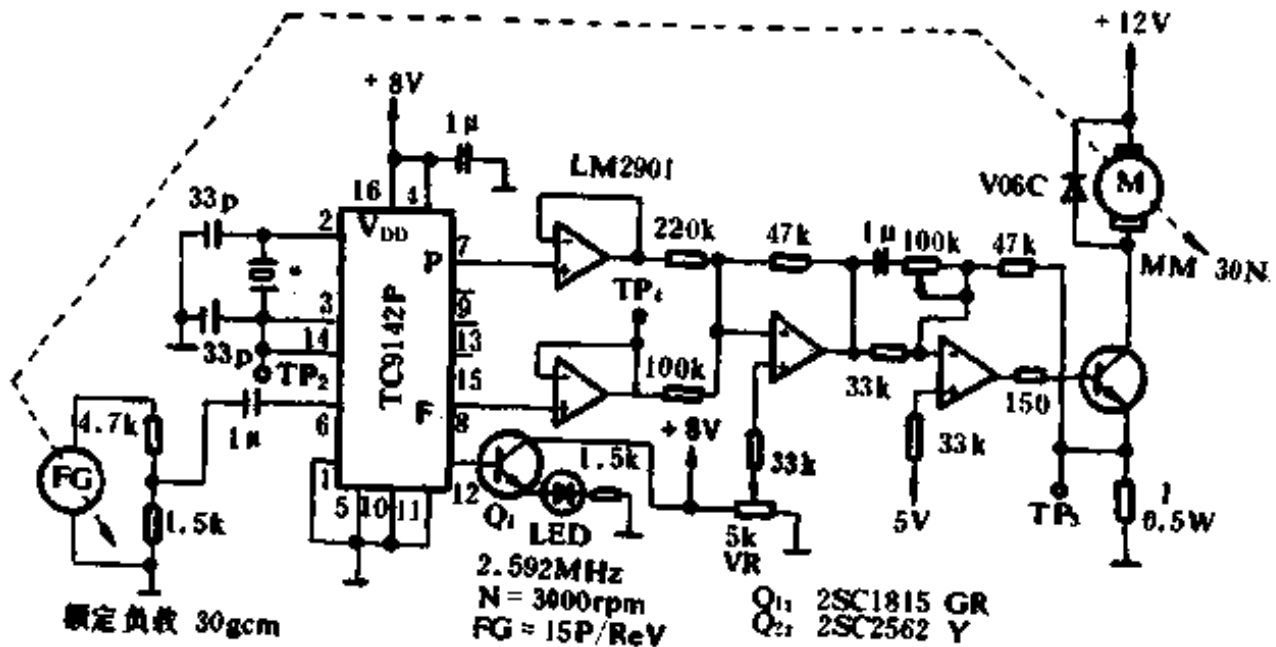 +12V
+8V
1μ
LM2901
16
4
V06C
M
33p
2
VDD
7
220k
47k
1μ
100k
47k
P
MM 30N
*
TP4
3
9
TC9142P
14
13
33p
TP2
15
100k
33k
150
4.7k
1μ
6
F
8
+8V
33k
1.5k
33k
FG
1
5
10
11
12
5V
TP3
1
0.5W
1.5k
Q1
LED
5k
VR
2.592MHz
N=3000rpm
FG=15P/ReV
Q1: 2SC1815 GR
Q2: 2SC2562 Y
额定负载 30gcm